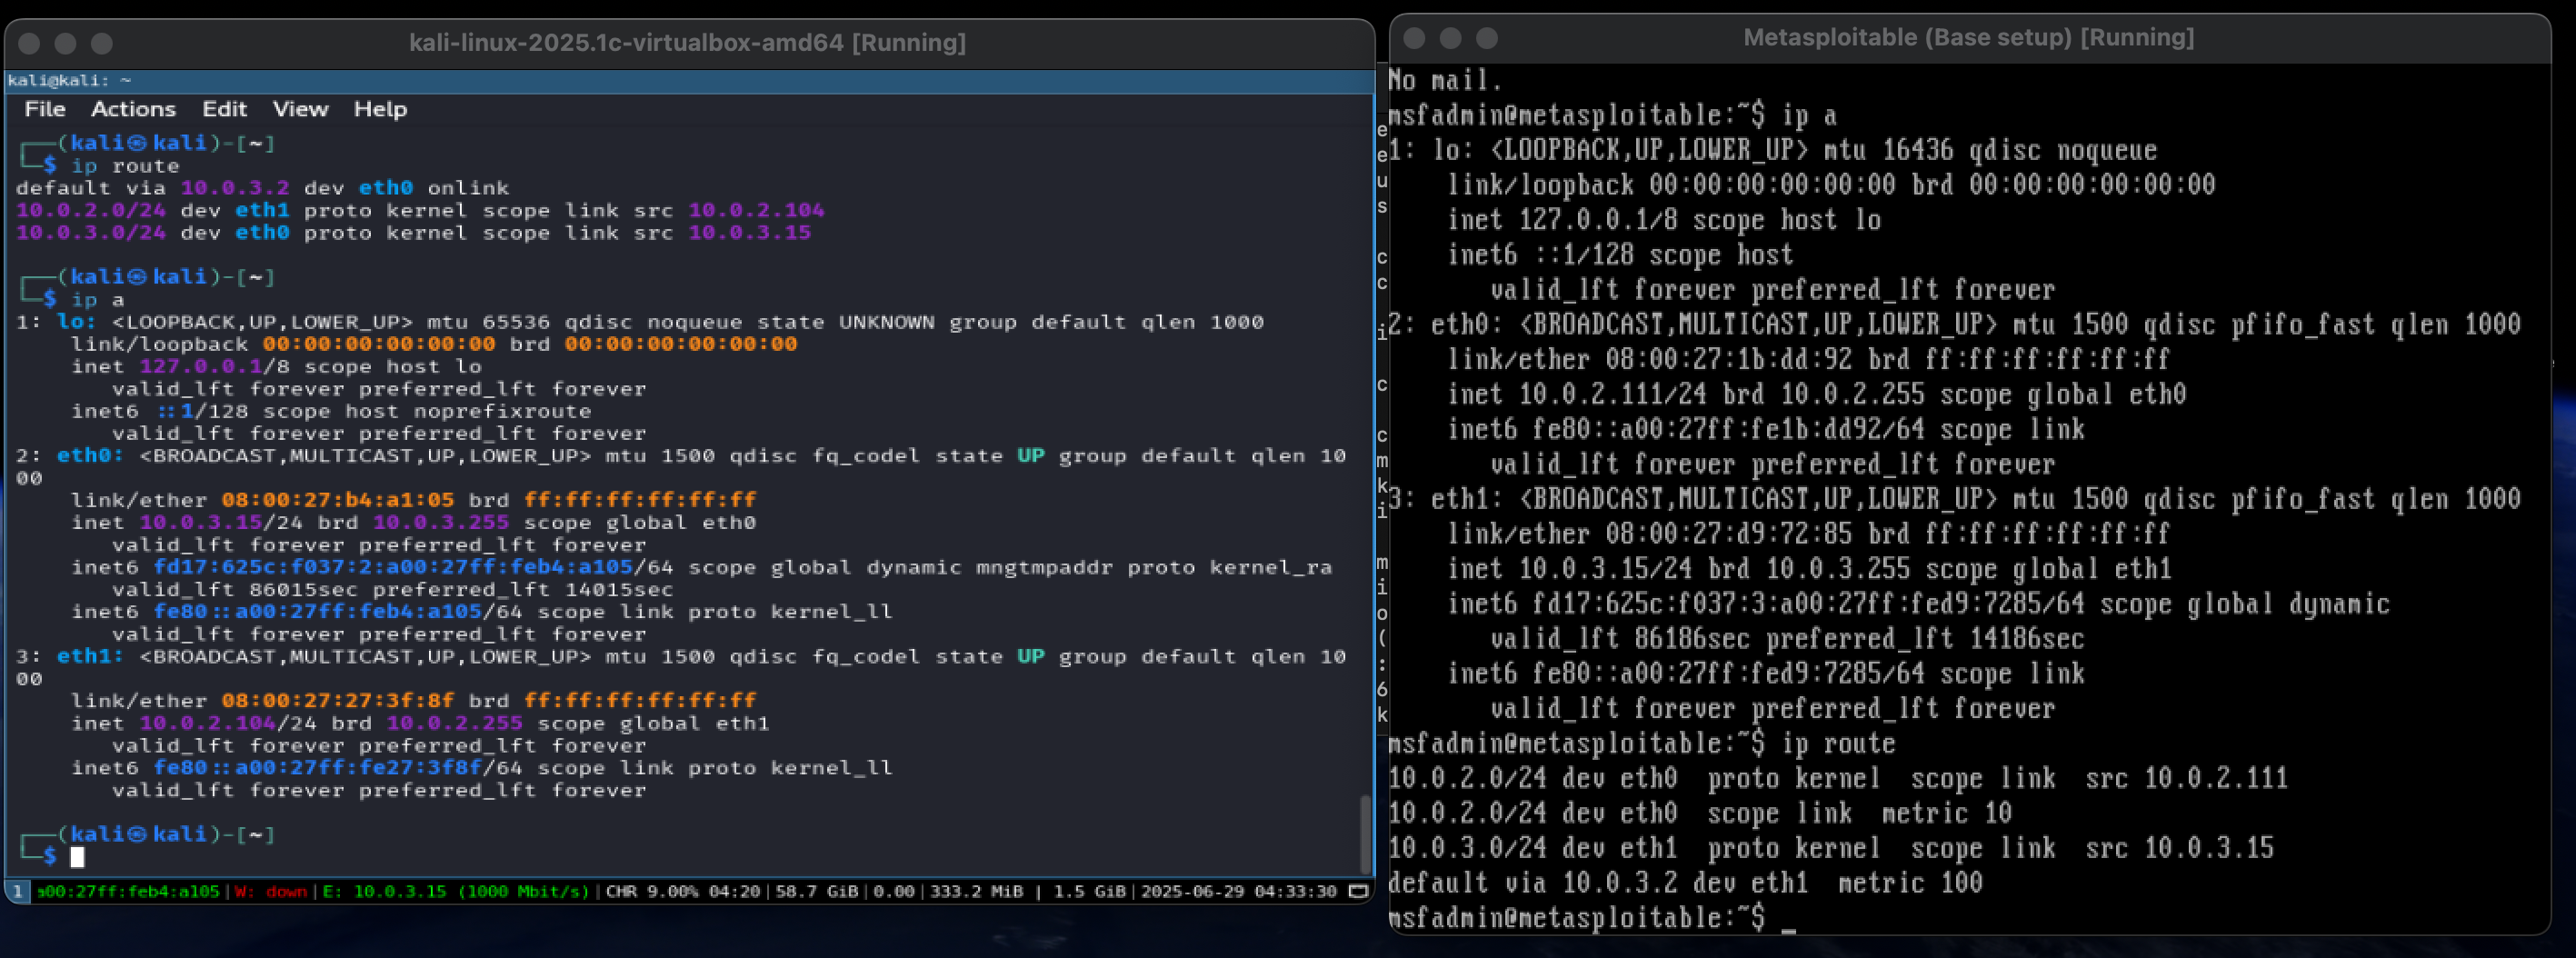 kali-linux-2025.1c-virtualbox-amd64 [Running]
kali@kali: ~
File Actions Edit View Help
┌──(kali㉿kali)-[~]
└─$ ip route
default via 10.0.3.2 dev eth0 onlink
10.0.2.0/24 dev eth1 proto kernel scope link src 10.0.2.104
10.0.3.0/24 dev eth0 proto kernel scope link src 10.0.3.15
┌──(kali㉿kali)-[~]
└─$ ip a
1: lo: <LOOPBACK,UP,LOWER_UP> mtu 65536 qdisc noqueue state UNKNOWN group default qlen 1000
link/loopback 00:00:00:00:00:00 brd 00:00:00:00:00:00
inet 127.0.0.1/8 scope host lo
valid_lft forever preferred_lft forever
inet6 ::1/128 scope host noprefixroute
valid_lft forever preferred_lft forever
2: eth0: <BROADCAST,MULTICAST,UP,LOWER_UP> mtu 1500 qdisc fq_codel state UP group default qlen 10
00
link/ether 08:00:27:b4:a1:05 brd ff:ff:ff:ff:ff:ff
inet 10.0.3.15/24 brd 10.0.3.255 scope global eth0
valid_lft forever preferred_lft forever
inet6 fd17:625c:f037:2:a00:27ff:feb4:a105/64 scope global dynamic mngtmpaddr proto kernel_ra
valid_lft 86015sec preferred_lft 14015sec
inet6 fe80::a00:27ff:feb4:a105/64 scope link proto kernel_ll
valid_lft forever preferred_lft forever
3: eth1: <BROADCAST,MULTICAST,UP,LOWER_UP> mtu 1500 qdisc fq_codel state UP group default qlen 10
00
link/ether 08:00:27:27:3f:8f brd ff:ff:ff:ff:ff:ff
inet 10.0.2.104/24 brd 10.0.2.255 scope global eth1
valid_lft forever preferred_lft forever
inet6 fe80::a00:27ff:fe27:3f8f/64 scope link proto kernel_ll
valid_lft forever preferred_lft forever
┌──(kali㉿kali)-[~]
└─$
1 a00:27ff:feb4:a105|W: down|E: 10.0.3.15 (1000 Mbit/s)|CHR 9.00% 04:20|58.7 GiB|0.00|333.2 MiB | 1.5 GiB|2025-06-29 04:33:30
e
e
u
s
c
c
i
c
c
m
k
i
m
i
o
(
:
6
k
Metasploitable (Base setup) [Running]
No mail.
msfadmin@metasploitable:~$ ip a
1: lo: <LOOPBACK,UP,LOWER_UP> mtu 16436 qdisc noqueue
link/loopback 00:00:00:00:00:00 brd 00:00:00:00:00:00
inet 127.0.0.1/8 scope host lo
inet6 ::1/128 scope host
valid_lft forever preferred_lft forever
2: eth0: <BROADCAST,MULTICAST,UP,LOWER_UP> mtu 1500 qdisc pfifo_fast qlen 1000
link/ether 08:00:27:1b:dd:92 brd ff:ff:ff:ff:ff:ff
inet 10.0.2.111/24 brd 10.0.2.255 scope global eth0
inet6 fe80::a00:27ff:fe1b:dd92/64 scope link
valid_lft forever preferred_lft forever
3: eth1: <BROADCAST,MULTICAST,UP,LOWER_UP> mtu 1500 qdisc pfifo_fast qlen 1000
link/ether 08:00:27:d9:72:85 brd ff:ff:ff:ff:ff:ff
inet 10.0.3.15/24 brd 10.0.3.255 scope global eth1
inet6 fd17:625c:f037:3:a00:27ff:fed9:7285/64 scope global dynamic
valid_lft 86186sec preferred_lft 14186sec
inet6 fe80::a00:27ff:fed9:7285/64 scope link
valid_lft forever preferred_lft forever
msfadmin@metasploitable:~$ ip route
10.0.2.0/24 dev eth0  proto kernel  scope link  src 10.0.2.111
10.0.2.0/24 dev eth0  scope link  metric 10
10.0.3.0/24 dev eth1  proto kernel  scope link  src 10.0.3.15
default via 10.0.3.2 dev eth1  metric 100
msfadmin@metasploitable:~$ _